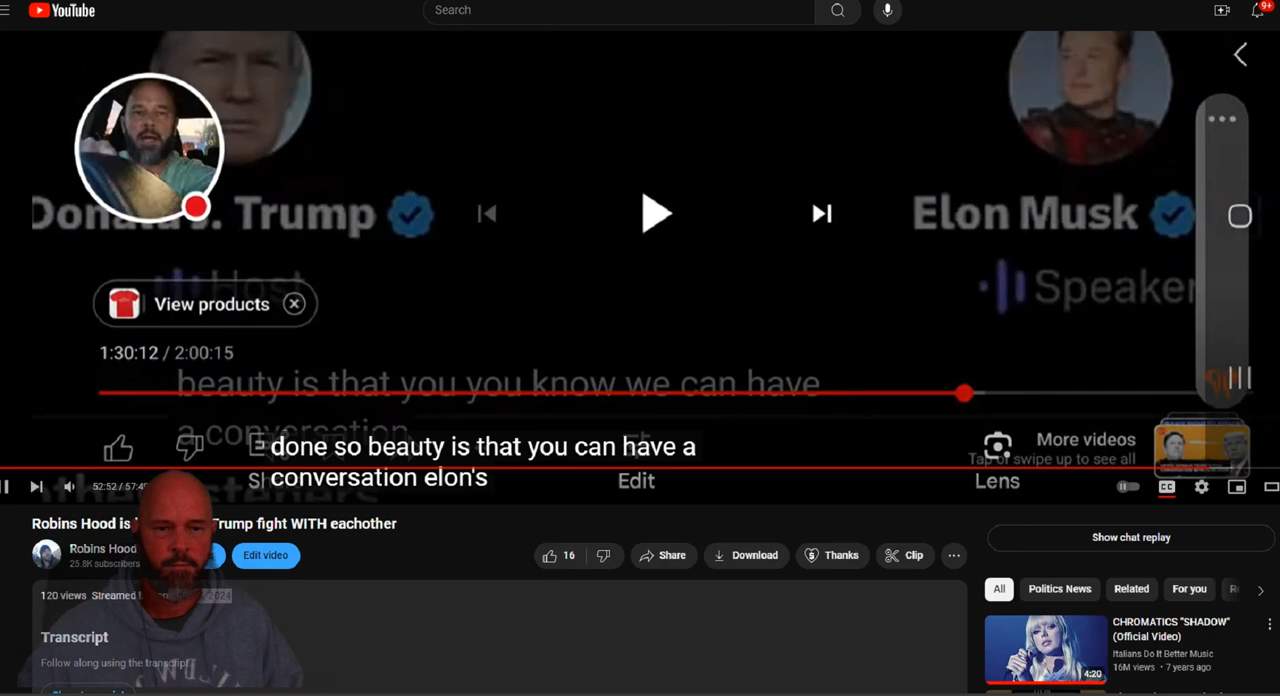 YouTube
Search
9+
Donald J. Trump
Elon Musk
Host
Speaker
View products
1:30:12 / 2:00:15
beauty is that you you know we can have
a conversation
done so beauty is that you can have a
conversation elon's
More videos
Tap or swipe up to see all
Edit
Lens
52:52 /
CC
Robins Hood is
Trump fight WITH eachother
Robins Hood
25.8K subscribers
Edit video
16
Share
Download
Thanks
Clip
Show chat replay
120 views Streamed
2024
All
Politics News
Related
For you
Transcript
Follow along using the transcript.
CHROMATICS "SHADOW"
(Official Video)
Italians Do It Better Music
16M views • 7 years ago
4:20